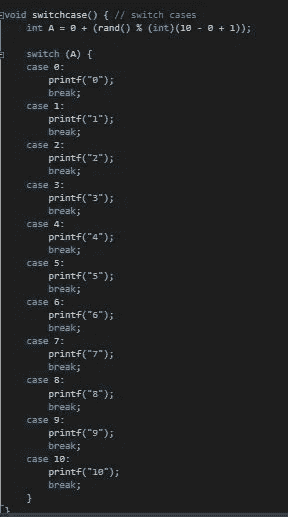 void switchcase() { // switch cases
int A = 0 + (rand() % (int)(10 - 0 + 1));
switch (A) {
case 0:
printf("0");
break;
case 1:
printf("1");
break;
case 2:
printf("2");
break;
case 3:
printf("3");
break;
case 4:
printf("4");
break;
case 5:
printf("5");
break;
case 6:
printf("6");
break;
case 7:
printf("7");
break;
case 8:
printf("8");
break;
case 9:
printf("9");
break;
case 10:
printf("10");
break;
}
}